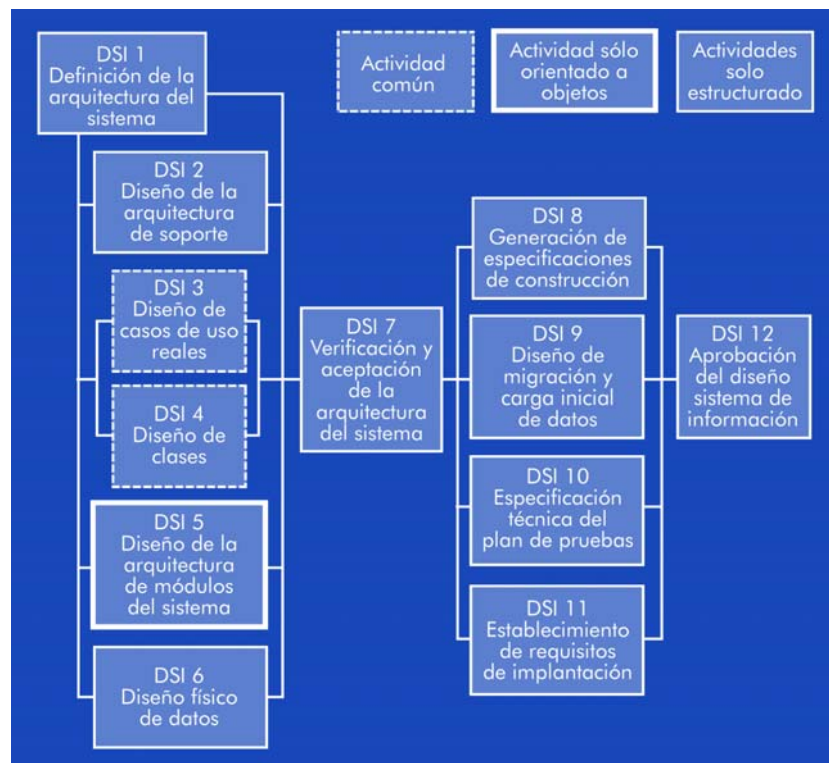 DSI 1
Definición de la
arquitectura del
sistema
Actividad
común
Actividad sólo
orientado a
objetos
Actividades
solo
estructurado
DSI 2
Diseño de la
arquitectura
de soporte
DSI 3
Diseño de
casos de uso
reales
DSI 4
Diseño de
clases
DSI 5
Diseño de la
arquitectura
de módulos
del sistema
DSI 6
Diseño físico
de datos
DSI 7
Verificación y
aceptación
de la
arquitectura
del sistema
DSI 8
Generación de
especificaciones
de construcción
DSI 9
Diseño de
migración y
carga inicial
de datos
DSI 10
Especificación
técnica del
plan de pruebas
DSI 11
Establecimiento
de requisitos
de implantación
DSI 12
Aprobación
del diseño
sistema de
información